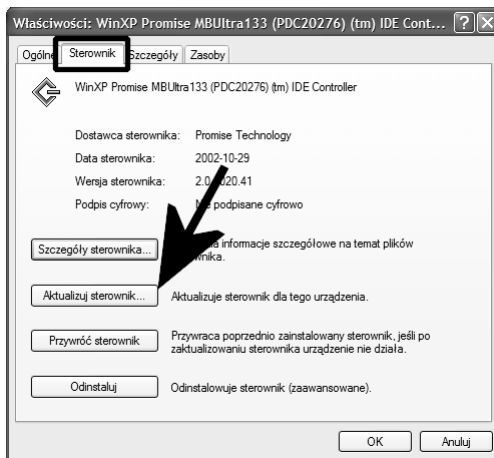 Właściwości: WinXP Promise MBUltra133 (PDC20276) (tm) IDE Cont...
Ogólne Sterownik Szczegóły Zasoby
WinXP Promise MBUltra133 (PDC20276) (tm) IDE Controller
Dostawca sterownika: Promise Technology
Data sterownika: 2002-10-29
Wersja sterownika: 20.41
Podpis cyfrowy: podpisane cyfrowo
Szczegóły sterownika... informacje szczegółowe na temat plików
Aktualizuj sterownik... Aktualizuje sterownik dla tego urządzenia.
Przywróć sterownik Przywraca poprzednio zainstalowany sterownik, jeśli po
zaktualizowaniu sterownika urządzenie nie działa.
Odinstaluj Odinstalowuje sterownik (zaawansowane).
OK Anuluj